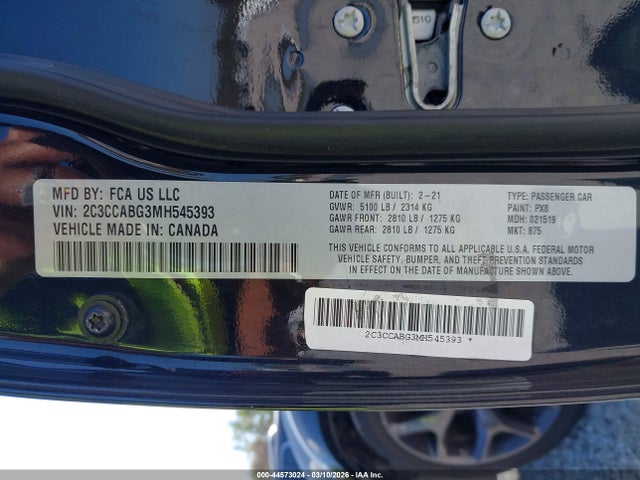 510
MFD BY: FCA US LLC
VIN: 2C3CCABG3MH545393
VEHICLE MADE IN: CANADA
DATE OF MFR (BUILT): 2-21
GVWR: 5100 LB / 2314 KG
GAWR FRONT: 2810 LB / 1275 KG
GAWR REAR: 2810 LB / 1275 KG
TYPE: PASSENGER CAR
PAINT: PX8
MDH: 021519
MKT: 875
THIS VEHICLE CONFORMS TO ALL APPLICABLE U.S.A. FEDERAL MOTOR
VEHICLE SAFETY, BUMPER, AND THEFT PREVENTION STANDARDS
IN EFFECT ON THE DATE OF MANUFACTURE SHOWN ABOVE.
2C3CCABG3MH545393 *
000-44573024 | 03/10/2026 | IAA, Inc.